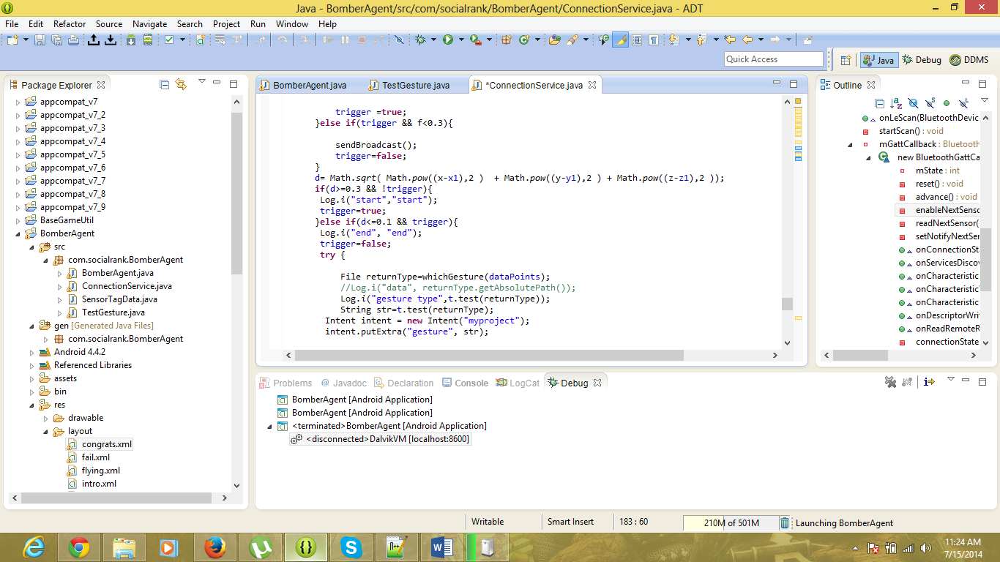 Java - BomberAgent/src/com/socialrank/BomberAgent/ConnectionService.java - ADT
File Edit Refactor Source Navigate Search Project Run Window Help
Quick Access
Java Debug DDMS
Package Explorer
appcompat_v7
appcompat_v7_2
appcompat_v7_3
appcompat_v7_4
appcompat_v7_5
appcompat_v7_6
appcompat_v7_7
appcompat_v7_8
appcompat_v7_9
BaseGameUtil
BomberAgent
src
com.socialrank.BomberAgent
BomberAgent.java
ConnectionService.java
SensorTagData.java
TestGesture.java
gen [Generated Java Files]
com.socialrank.BomberAgent
Android 4.4.2
Referenced Libraries
assets
bin
res
drawable
layout
congrats.xml
fail.xml
flying.xml
intro.xml
BomberAgent.java TestGesture.java *ConnectionService.java
trigger =true;
}else if(trigger && f<0.3){
sendBroadcast();
trigger=false;
}
d= Math.sqrt( Math.pow((x-x1),2 )  + Math.pow((y-y1),2 ) + Math.pow((z-z1),2 ));
if(d>=0.3 && !trigger){
Log.i("start","start");
trigger=true;
}else if(d<=0.1 && trigger){
Log.i("end", "end");
trigger=false;
try {
File returnType=whichGesture(dataPoints);
//Log.i("data", returnType.getAbsolutePath());
Log.i("gesture type",t.test(returnType));
String str=t.test(returnType);
Intent intent = new Intent("myproject");
intent.putExtra("gesture", str);
Outline
onLeScan(BluetoothDevic
startScan() : void
mGattCallback : Bluetooth
new BluetoothGattCa
mState : int
reset() : void
advance() : void
enableNextSenso
readNextSensor(
setNotifyNextSer
onConnectionSt
onServicesDisco
onCharacteristic
onCharacteristic
onCharacteristic
onDescriptorWri
onReadRemoteR
connectionState
Problems @ Javadoc Declaration Console LogCat Debug
BomberAgent [Android Application]
BomberAgent [Android Application]
<terminated>BomberAgent [Android Application]
<disconnected>DalvikVM [localhost:8600]
Writable Smart Insert 183 : 60 210M of 501M Launching BomberAgent
11:24 AM
7/15/2014